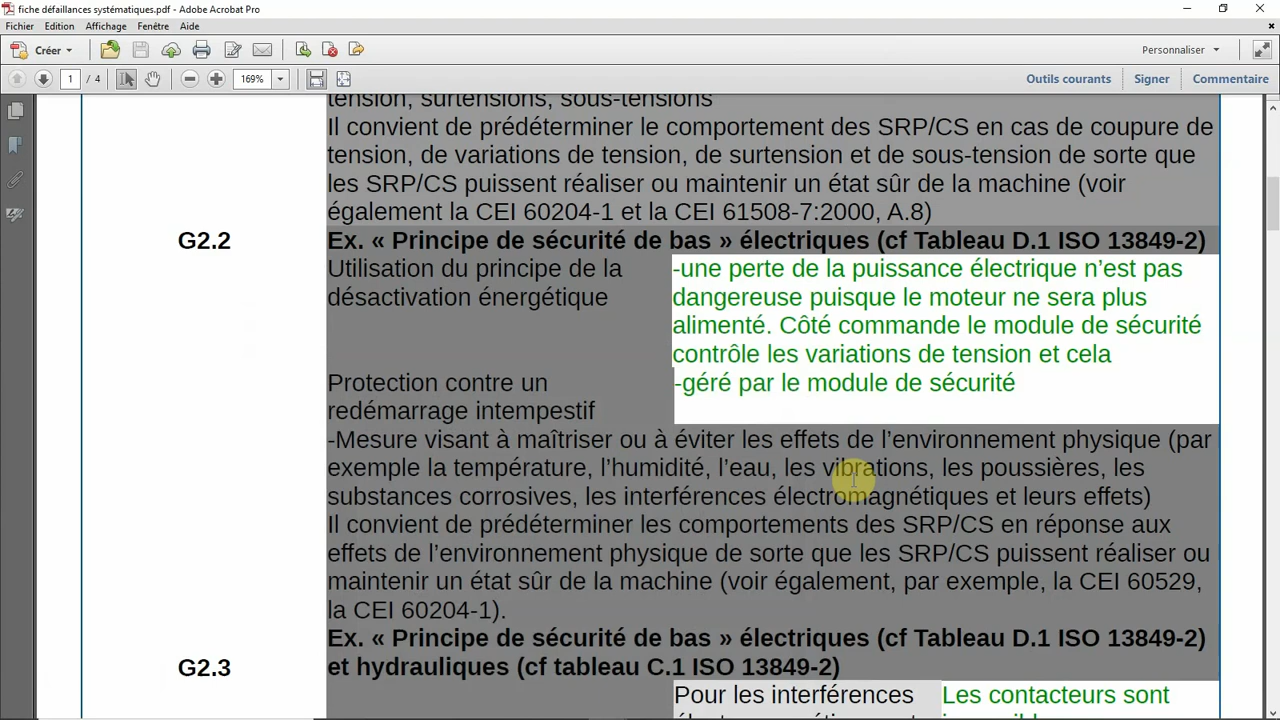 fiche défaillances systématiques.pdf - Adobe Acrobat Pro
Fichier Edition Affichage Fenêtre Aide
Créer Personnaliser
1 / 4 169% Outils courants Signer Commentaire
tension, surtensions, sous-tensions
Il convient de prédéterminer le comportement des SRP/CS en cas de coupure de
tension, de variations de tension, de surtension et de sous-tension de sorte que
les SRP/CS puissent réaliser ou maintenir un état sûr de la machine (voir
également la CEI 60204-1 et la CEI 61508-7:2000, A.8)
G2.2 Ex. « Principe de sécurité de bas » électriques (cf Tableau D.1 ISO 13849-2)
Utilisation du principe de la
désactivation énergétique
-une perte de la puissance électrique n’est pas
dangereuse puisque le moteur ne sera plus
alimenté. Côté commande le module de sécurité
contrôle les variations de tension et cela
Protection contre un
redémarrage intempestif
-géré par le module de sécurité
-Mesure visant à maîtriser ou à éviter les effets de l’environnement physique (par
exemple la température, l’humidité, l’eau, les vibrations, les poussières, les
substances corrosives, les interférences électromagnétiques et leurs effets)
Il convient de prédéterminer les comportements des SRP/CS en réponse aux
effets de l’environnement physique de sorte que les SRP/CS puissent réaliser ou
maintenir un état sûr de la machine (voir également, par exemple, la CEI 60529,
la CEI 60204-1).
Ex. « Principe de sécurité de bas » électriques (cf Tableau D.1 ISO 13849-2)
G2.3 et hydrauliques (cf tableau C.1 ISO 13849-2)
Pour les interférences Les contacteurs sont